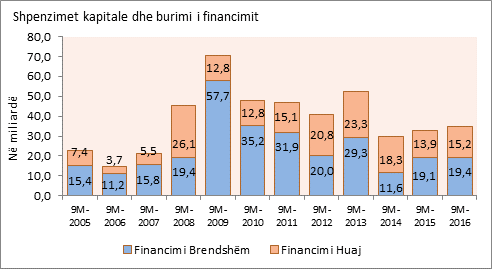 Shpenzimet kapitale dhe burimi i financimit
Në miliardë
80,0
70,0
60,0
50,0
40,0
30,0
20,0
10,0
0,0
7,4 3,7 5,5 26,1 12,8 12,8 15,1 20,8 23,3 18,3 13,9 15,2
15,4 11,2 15,8 19,4 57,7 35,2 31,9 20,0 29,3 11,6 19,1 19,4
9M- 9M- 9M- 9M- 9M- 9M- 9M- 9M- 9M- 9M- 9M- 9M-
2005 2006 2007 2008 2009 2010 2011 2012 2013 2014 2015 2016
Financimi Brendshëm Financimi Huaj